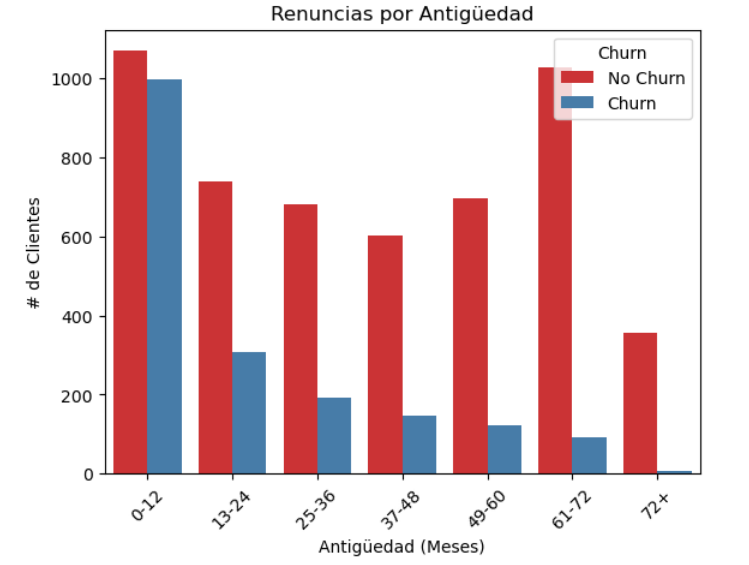 Renuncias por Antigüedad
Churn
No Churn
Churn
# de Clientes
1000
800
600
400
200
0
0-12
13-24
25-36
37-48
49-60
61-72
72+
Antigüedad (Meses)